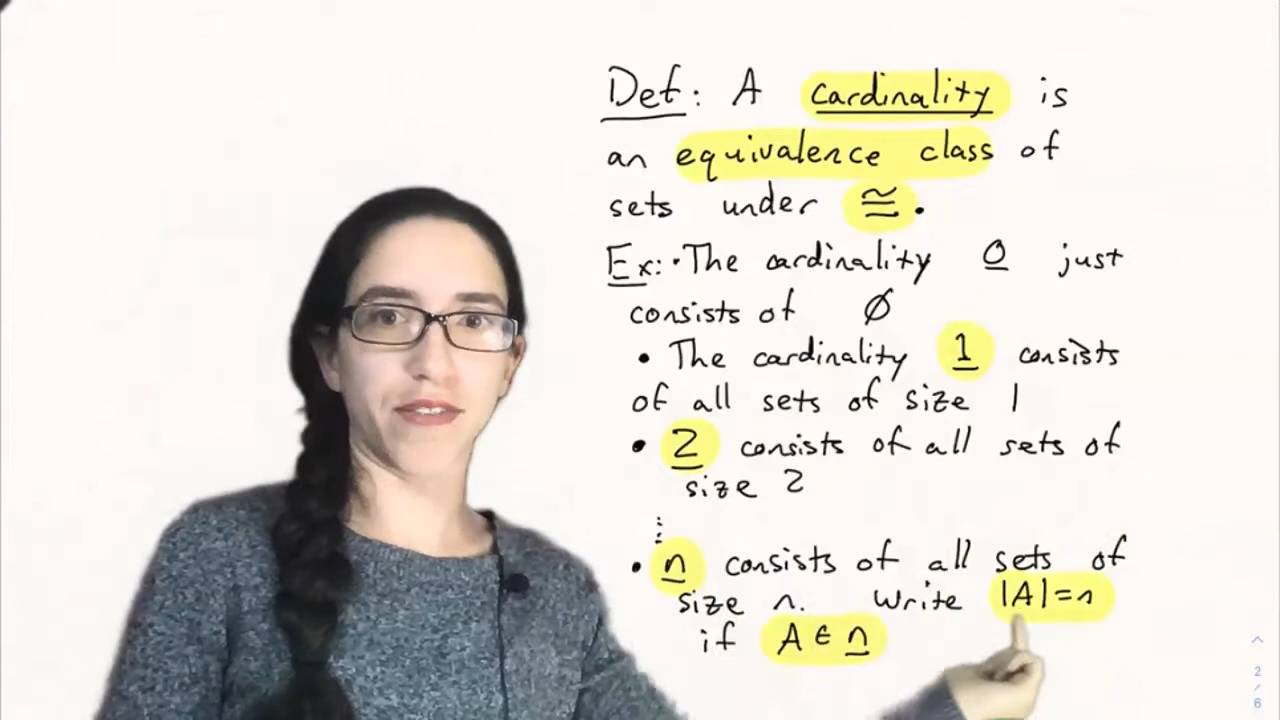 Def: A cardinality is
an equivalence class of
sets under ≅.
Ex: • The cardinality 0 just
consists of ∅
• The cardinality 1 consists
of all sets of size 1
• 2 consists of all sets of
size 2
⋮
• n consists of all sets of
size n. Write |A|=n
if A ∈ n
2
/
6